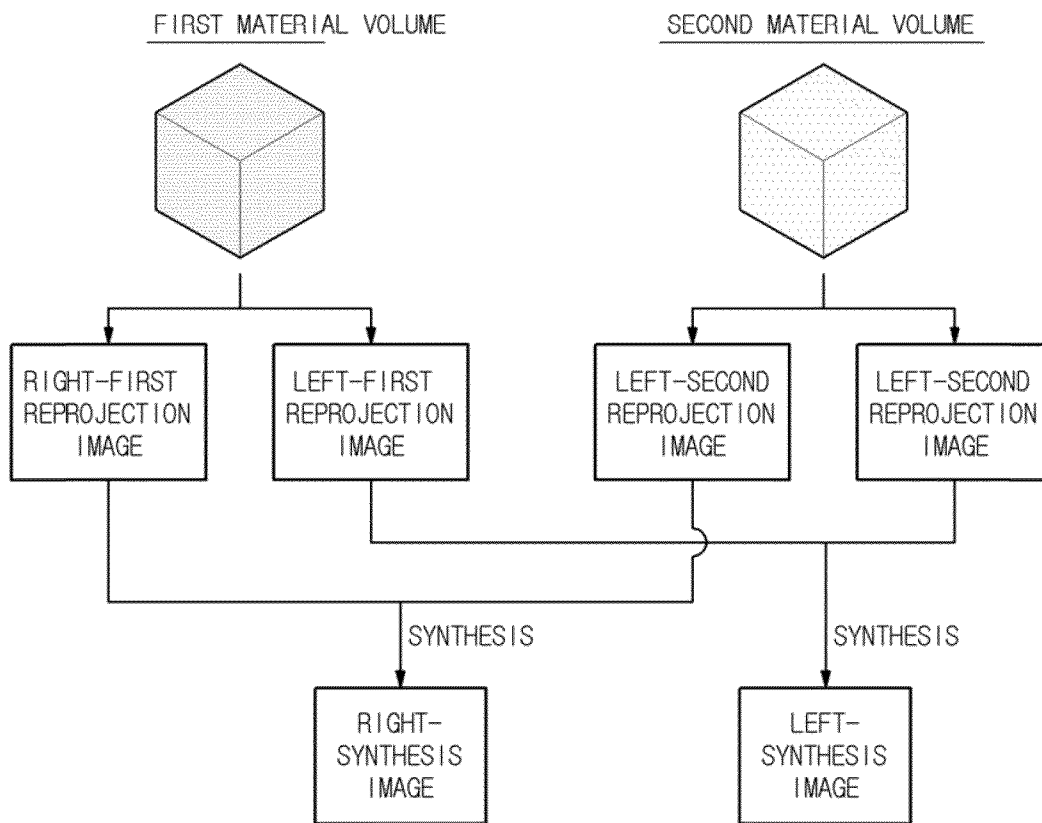 FIRST MATERIAL VOLUME
SECOND MATERIAL VOLUME
RIGHT-FIRST
REPROJECTION
IMAGE
LEFT-FIRST
REPROJECTION
IMAGE
LEFT-SECOND
REPROJECTION
IMAGE
LEFT-SECOND
REPROJECTION
IMAGE
SYNTHESIS
SYNTHESIS
RIGHT-
SYNTHESIS
IMAGE
LEFT-
SYNTHESIS
IMAGE